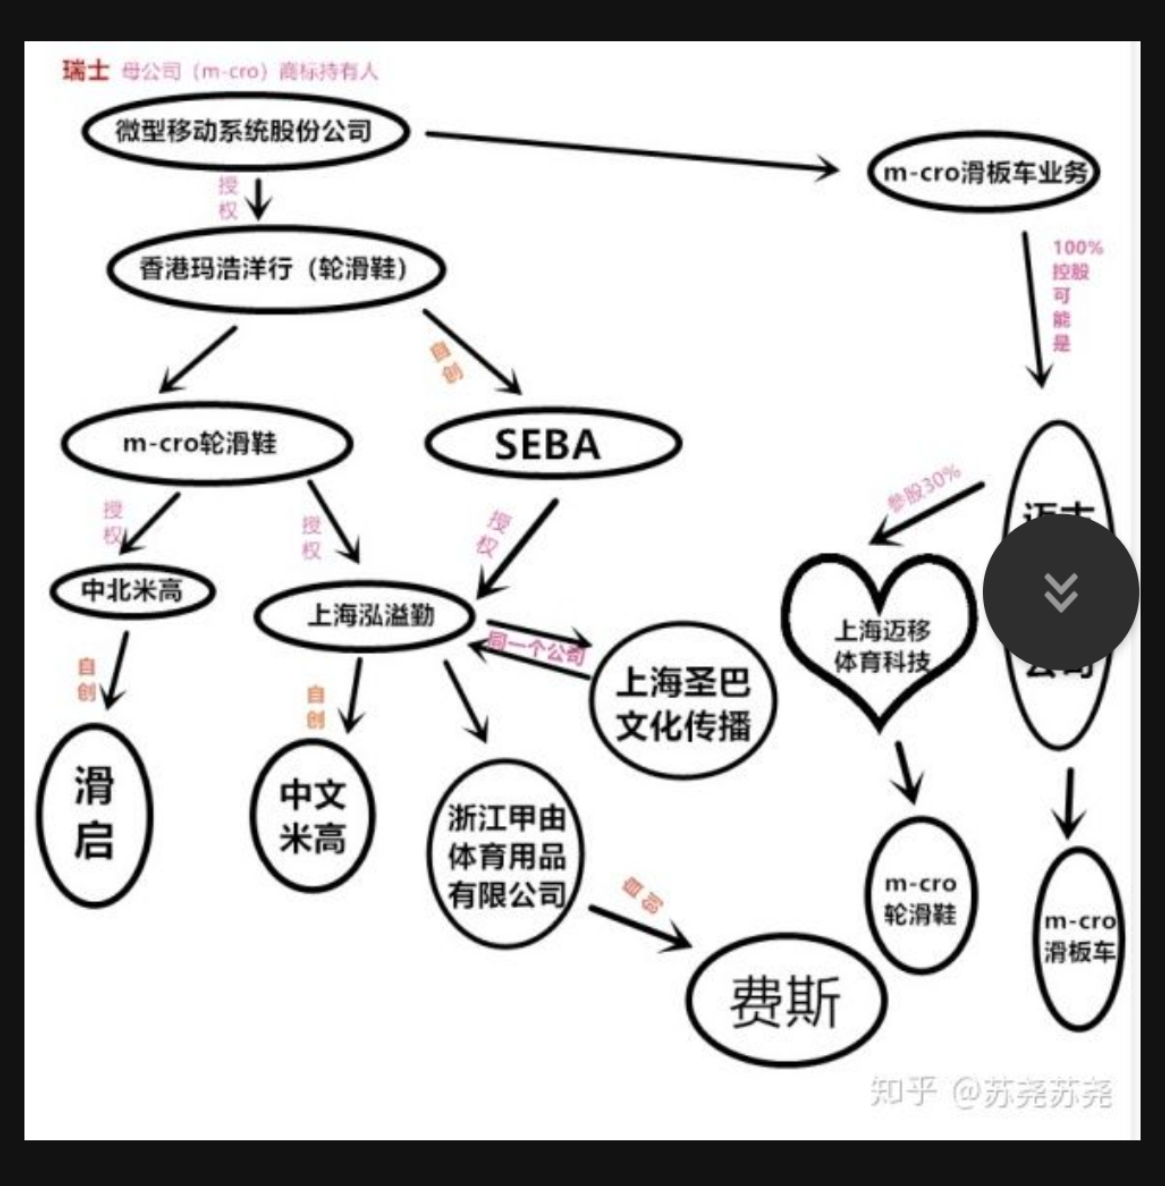 瑞士 母公司（m-cro）商标持有人
微型移动系统股份公司
m-cro滑板车业务
授
权
香港玛浩洋行（轮滑鞋）
100%
控股
可
能
是
自
创
m-cro轮滑鞋
SEBA
授
权
授
权
授
权
参股30%
中北米高
上海泓溢勤
同一个公司
上海圣巴
文化传播
上海迈移
体育科技
公司
自
创
自
创
滑
启
中文
米高
浙江甲由
体育用品
有限公司
自
创
费斯
m-cro
轮滑鞋
m-cro
滑板车
知乎 @苏尧苏尧